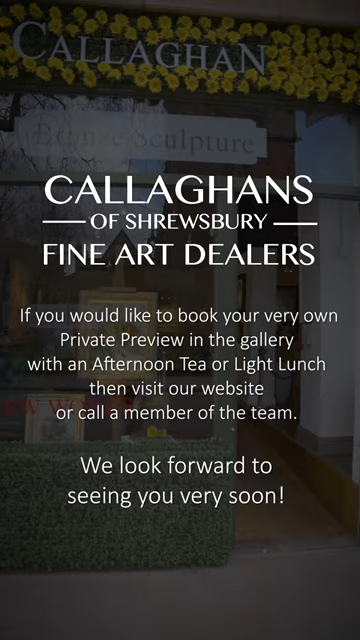 CALLAGHAN
Bronze Sculpture
CALLAGHANS
OF SHREWSBURY
FINE ART DEALERS
If you would like to book your very own
Private Preview in the gallery
with an Afternoon Tea or Light Lunch
then visit our website
or call a member of the team.
We look forward to
seeing you very soon!